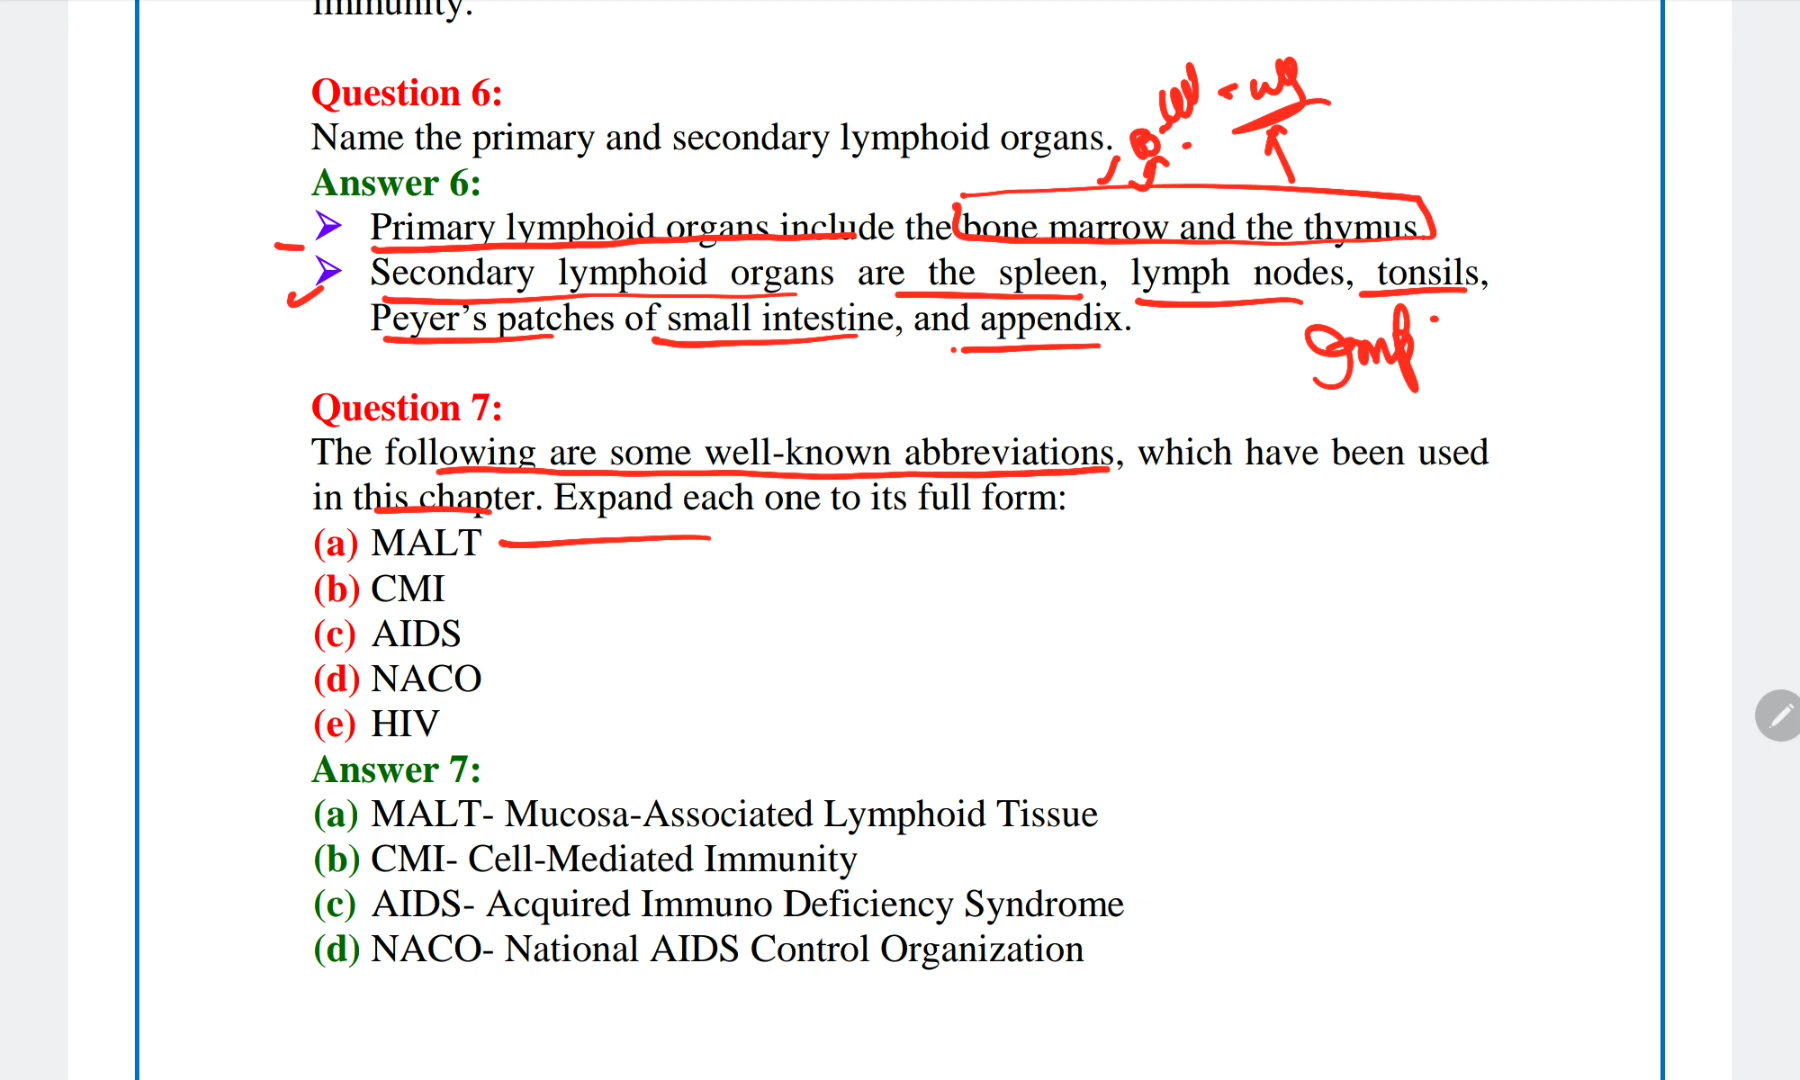 immunity.
Question 6:
Name the primary and secondary lymphoid organs.
Answer 6:
Primary lymphoid organs include the bone marrow and the thymus.
Secondary lymphoid organs are the spleen, lymph nodes, tonsils,
Peyer’s patches of small intestine, and appendix.
Imp.
Question 7:
The following are some well-known abbreviations, which have been used
in this chapter. Expand each one to its full form:
(a) MALT
(b) CMI
(c) AIDS
(d) NACO
(e) HIV
Answer 7:
(a) MALT- Mucosa-Associated Lymphoid Tissue
(b) CMI- Cell-Mediated Immunity
(c) AIDS- Acquired Immuno Deficiency Syndrome
(d) NACO- National AIDS Control Organization